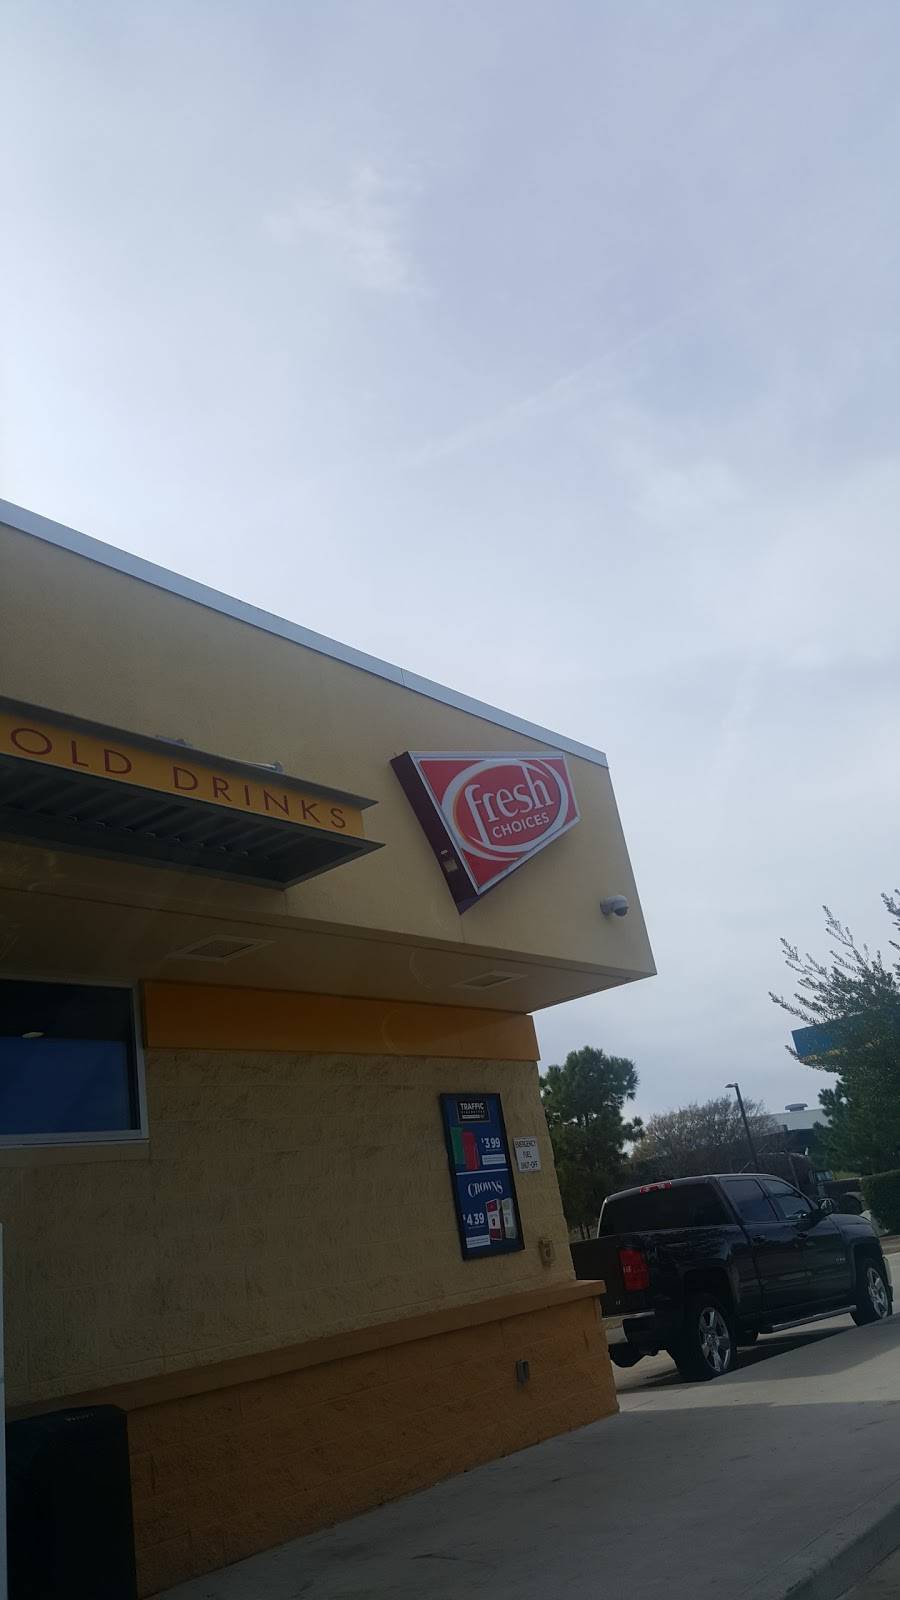 OLD DRINKS
fresh
CHOICES
TRAFFIC
$3.99
CROWNS
$4.39
EMERGENCY
FUEL
SHUT-OFF